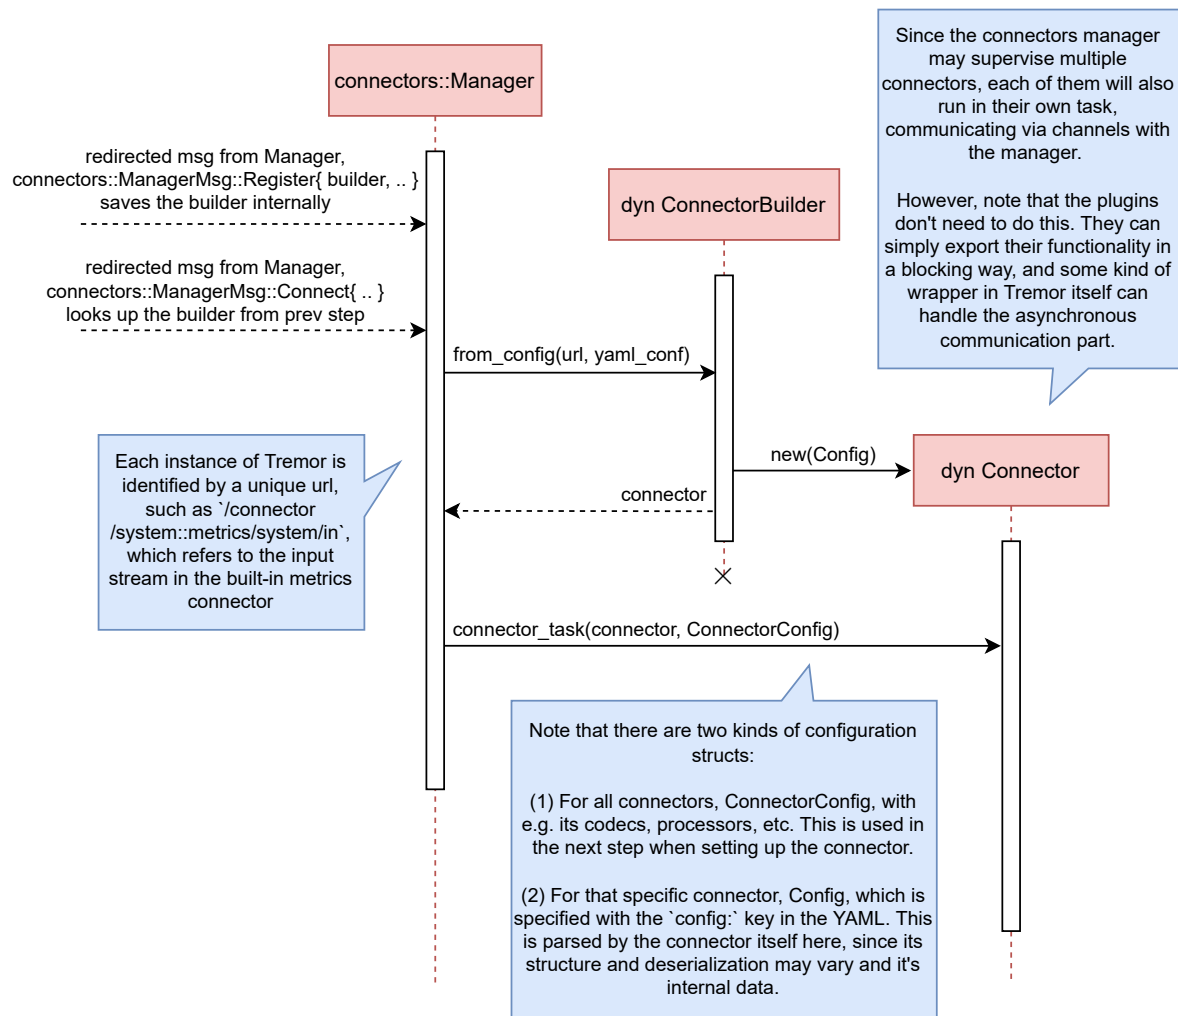 connectors::Manager
Since the connectors manager
may supervise multiple
connectors, each of them will also
run in their own task,
communicating via channels with
the manager.
However, note that the plugins
don't need to do this. They can
simply export their functionality in
a blocking way, and some kind of
wrapper in Tremor itself can
handle the asynchronous
communication part.
redirected msg from Manager,
connectors::ManagerMsg::Register{ builder, .. }
saves the builder internally
dyn ConnectorBuilder
redirected msg from Manager,
connectors::ManagerMsg::Connect{ .. }
looks up the builder from prev step
from_config(url, yaml_conf)
Each instance of Tremor is
identified by a unique url,
such as `/connector
/system::metrics/system/in`,
which refers to the input
stream in the built-in metrics
connector
new(Config)
dyn Connector
connector
connector_task(connector, ConnectorConfig)
Note that there are two kinds of configuration
structs:
(1) For all connectors, ConnectorConfig, with
e.g. its codecs, processors, etc. This is used in
the next step when setting up the connector.
(2) For that specific connector, Config, which is
specified with the `config:` key in the YAML. This
is parsed by the connector itself here, since its
structure and deserialization may vary and it's
internal data.